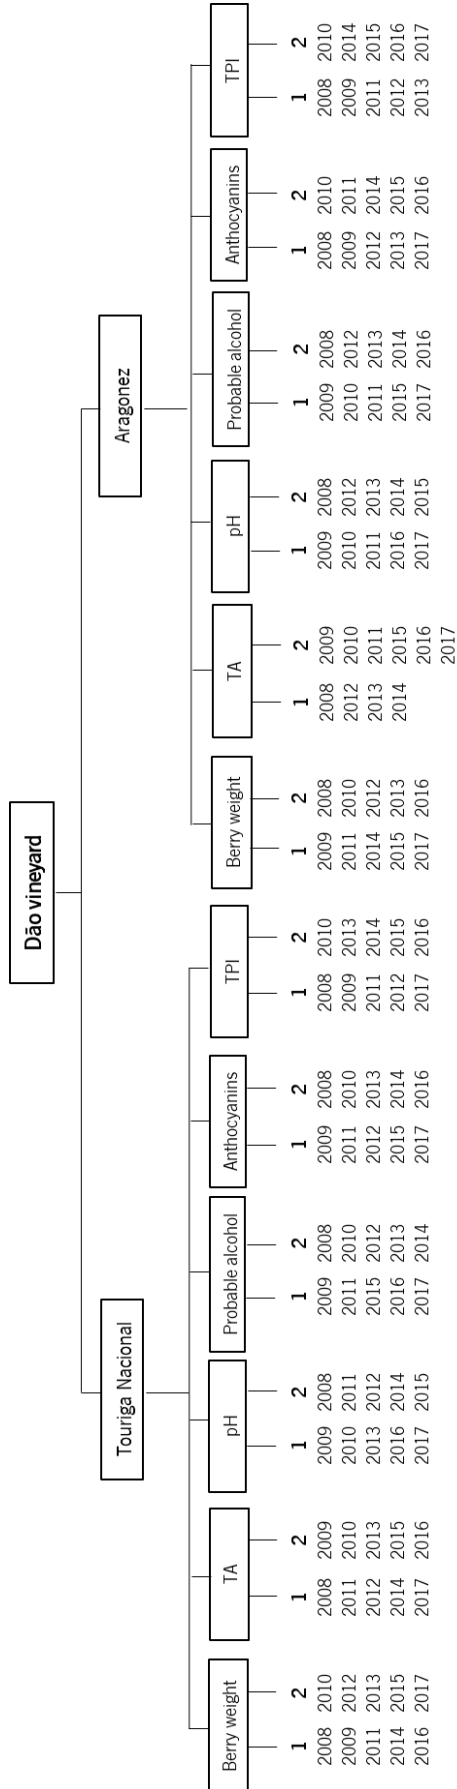 Dão vineyard
Touriga Nacional Aragonez
Berry weight TA pH Probable alcohol Anthocyanins TPI Berry weight TA pH Probable alcohol Anthocyanins TPI
1 2 1 2 1 2 1 2 1 2 1 2 1 2 1 2 1 2 1 2 1 2 1 2
2008 2010 2008 2009 2009 2008 2009 2008 2009 2008 2008 2010 2009 2008 2008 2009 2009 2008 2009 2008 2008 2010 2008 2010
2009 2012 2011 2010 2010 2011 2011 2010 2011 2010 2009 2013 2011 2010 2012 2010 2010 2012 2010 2012 2009 2011 2009 2014
2011 2013 2012 2013 2013 2012 2015 2012 2012 2013 2011 2014 2014 2012 2013 2011 2011 2013 2011 2013 2012 2014 2011 2015
2014 2015 2014 2015 2016 2014 2016 2013 2015 2014 2012 2015 2015 2013 2014 2015 2016 2014 2015 2014 2013 2015 2012 2016
2016 2017 2017 2016 2017 2015 2017 2014 2017 2016 2017 2016 2017 2016 2016 2017 2015 2017 2016 2017 2016 2013 2017
2017